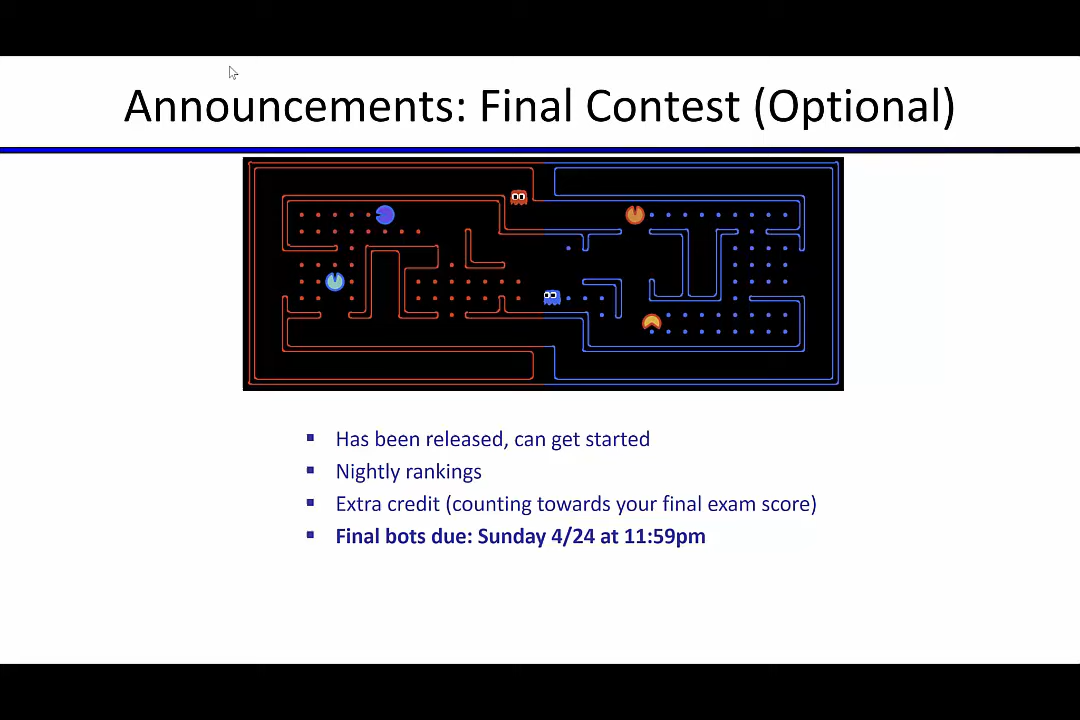 Announcements: Final Contest (Optional)
Has been released, can get started
Nightly rankings
Extra credit (counting towards your final exam score)
Final bots due: Sunday 4/24 at 11:59pm